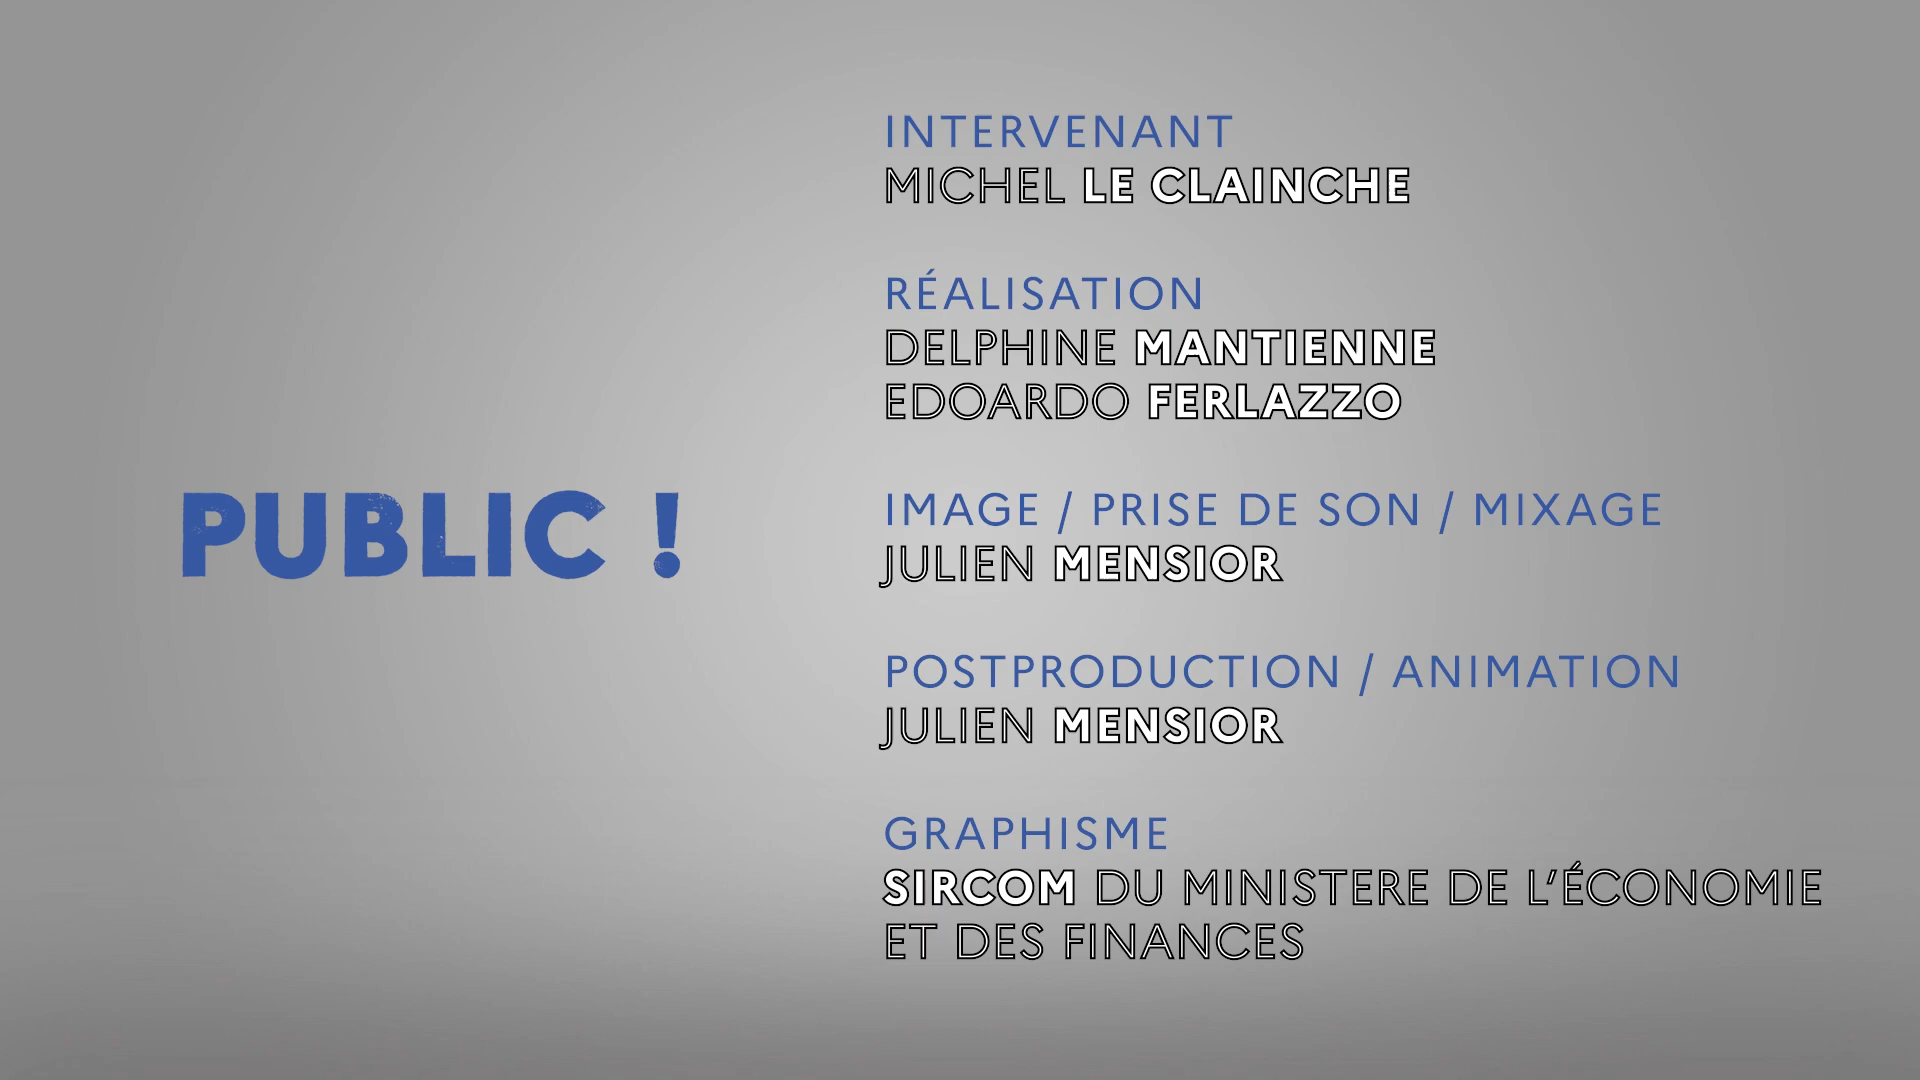 PUBLIC !
INTERVENANT
MICHEL LE CLAINCHE
RÉALISATION
DELPHINE MANTIENNE
EDOARDO FERLAZZO
IMAGE / PRISE DE SON / MIXAGE
JULIEN MENSIOR
POSTPRODUCTION / ANIMATION
JULIEN MENSIOR
GRAPHISME
SIRCOM DU MINISTERE DE L’ÉCONOMIE
ET DES FINANCES